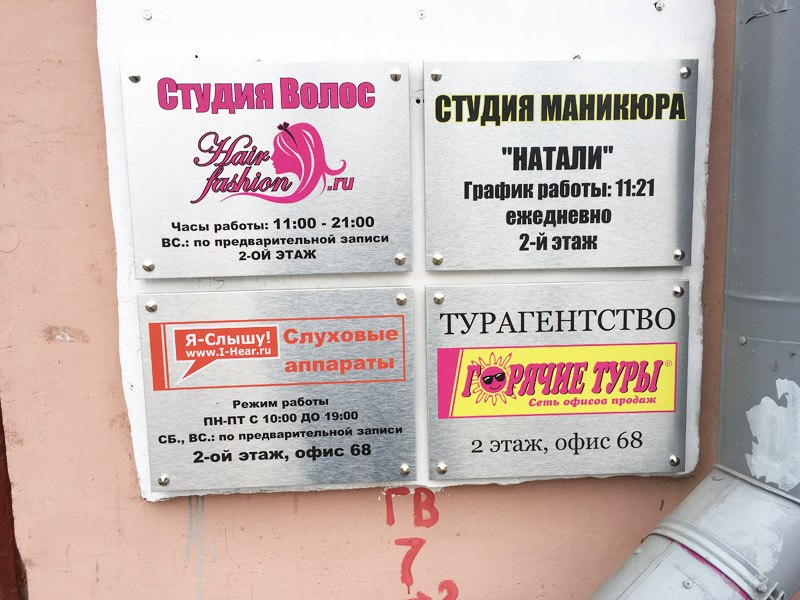 Студия Волос
Hair
fashion
.ru
Часы работы: 11:00 - 21:00
ВС.: по предварительной записи
2-ОЙ ЭТАЖ
СТУДИЯ МАНИКЮРА
"НАТАЛИ"
График работы: 11:21
ежедневно
2-й этаж
Я-Слышу!
www.I-Hear.ru
Слуховые
аппараты
Режим работы
ПН-ПТ С 10:00 ДО 19:00
СБ., ВС.: по предварительной записи
2-ой этаж, офис 68
ТУРАГЕНТСТВО
ГОРЯЧИЕ ТУРЫ®
Сеть офисов продаж
2 этаж, офис 68
ГВ
7